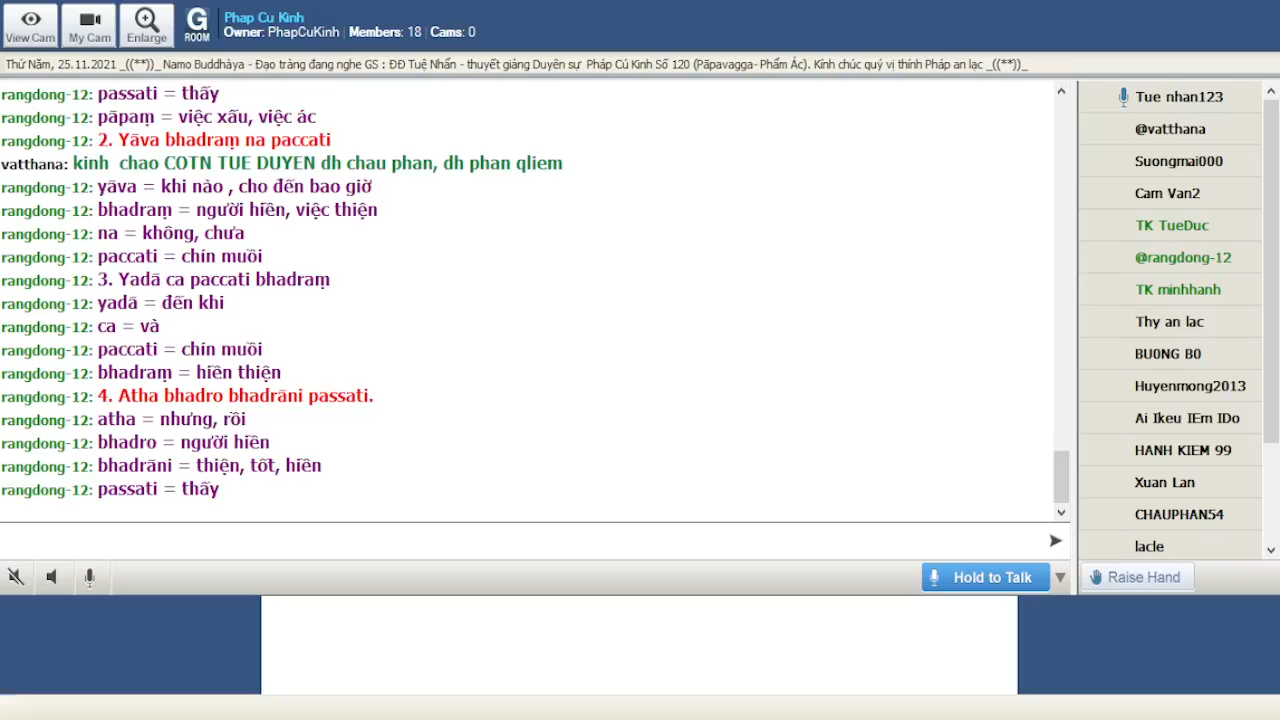 View Cam
My Cam
Enlarge
G
ROOM
Phap Cu Kinh
Owner: PhapCuKinh | Members: 18 | Cams: 0
Thứ Năm, 25.11.2021 _((**))_ Namo Buddhàya - Đạo tràng đang nghe GS : ĐĐ Tuệ Nhẫn - thuyết giảng Duyên sự Pháp Cú Kinh Số 120 (Pāpavagga- Phẩm Ác). Kính chúc quý vị thính Pháp an lạc _((**))_
rangdong-12: passati = thấy
rangdong-12: pāpaṃ = việc xấu, việc ác
rangdong-12: 2. Yāva bhadraṃ na paccati
vatthana: kinh chao COTN TUE DUYEN dh chau phan, dh phan qliem
rangdong-12: yāva = khi nào , cho đến bao giờ
rangdong-12: bhadraṃ = người hiền, việc thiện
rangdong-12: na = không, chưa
rangdong-12: paccati = chín muồi
rangdong-12: 3. Yadā ca paccati bhadraṃ
rangdong-12: yadā = đến khi
rangdong-12: ca = và
rangdong-12: paccati = chín muồi
rangdong-12: bhadraṃ = hiền thiện
rangdong-12: 4. Atha bhadro bhadrāni passati.
rangdong-12: atha = nhưng, rồi
rangdong-12: bhadro = người hiền
rangdong-12: bhadrāni = thiện, tốt, hiền
rangdong-12: passati = thấy
Tue nhan123
@vatthana
Suongmai000
Cam Van2
TK TueDuc
@rangdong-12
TK minhhanh
Thy an lac
BU0NG B0
Huyenmong2013
Ai Ikeu IEm IDo
HANH KIEM 99
Xuan Lan
CHAUPHAN54
lacle
Hold to Talk
Raise Hand